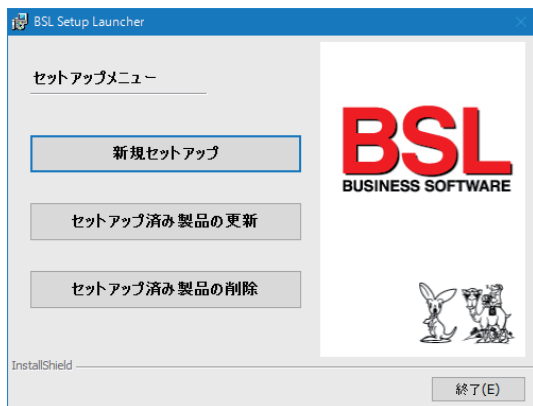 BSL Setup Launcher
セットアップメニュー
新規セットアップ
セットアップ済み製品の更新
セットアップ済み製品の削除
BSL
BUSINESS SOFTWARE
InstallShield
終了(E)